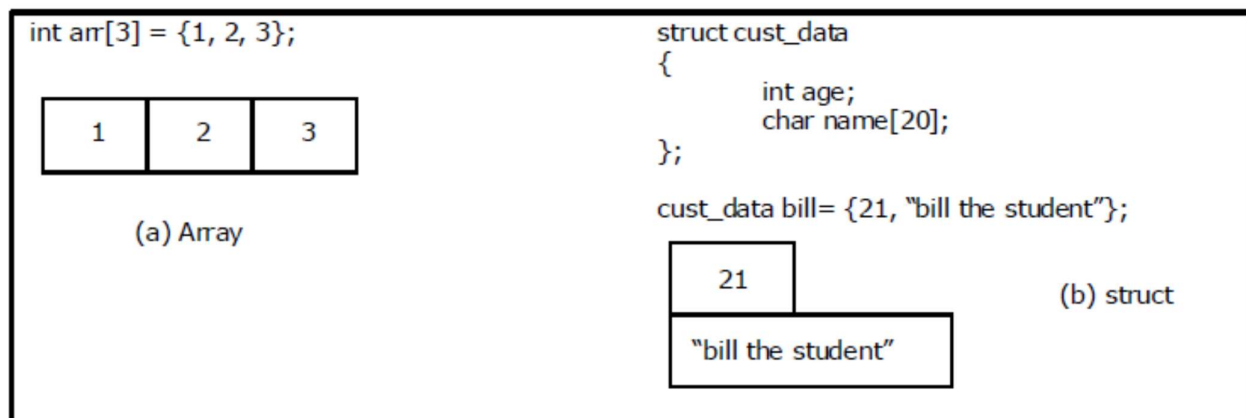 int arr[3] = {1, 2, 3};
1 2 3
(a) Array
struct cust_data
{
int age;
char name[20];
};
cust_data bill= {21, “bill the student”};
21
(b) struct
“bill the student”